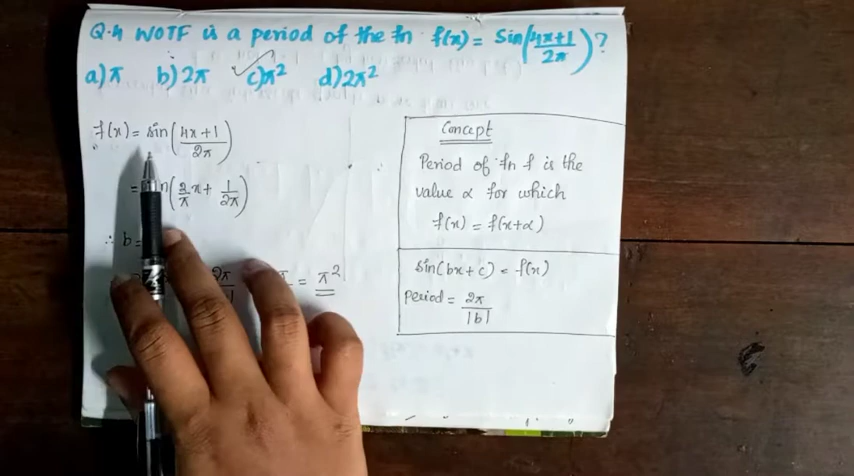 Q.4 WOTF is a period of the fn f(x) = Sin(4x+1/2π)?
a) π b) 2π c) π² d) 2π²
f(x) = sin(4x+1/2π)
= (2/π x + 1/2π)
∴ b =
= π²
Concept
Period of fn f is the
value α for which
f(x) = f(x+α)
sin(bx + c) = f(x)
Period = 2π/|b|